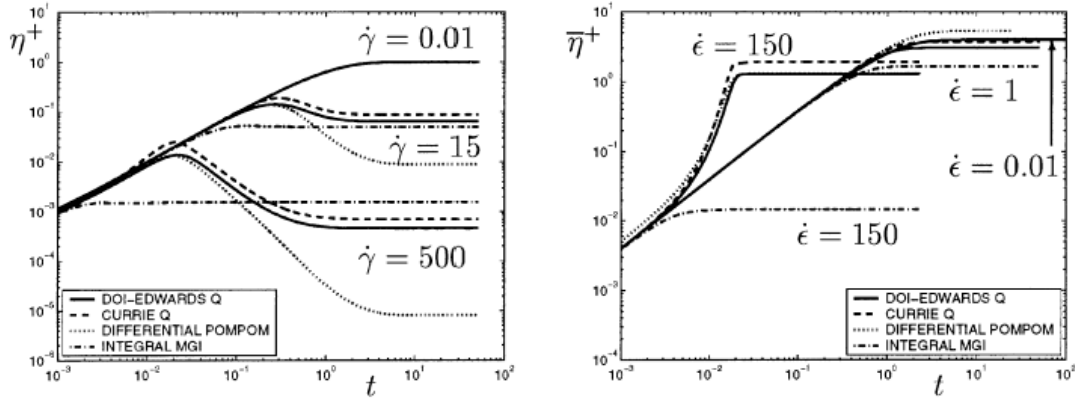 η⁺
γ̇ = 0.01
γ̇ = 15
γ̇ = 500
10¹
10⁰
10⁻¹
10⁻²
10⁻³
10⁻⁴
10⁻⁵
10⁻⁶
DOI-EDWARDS Q
CURRIE Q
DIFFERENTIAL POMPOM
INTEGRAL MGI
10⁻³ 10⁻² 10⁻¹ 10⁰ 10¹ 10²
t
η̅⁺
ε̇ = 150
ε̇ = 1
ε̇ = 0.01
ε̇ = 150
10¹
10⁰
10⁻¹
10⁻²
10⁻³
10⁻⁴
DOI-EDWARDS Q
CURRIE Q
DIFFERENTIAL POMPOM
INTEGRAL MGI
10⁻³ 10⁻² 10⁻¹ 10⁰ 10¹ 10²
t